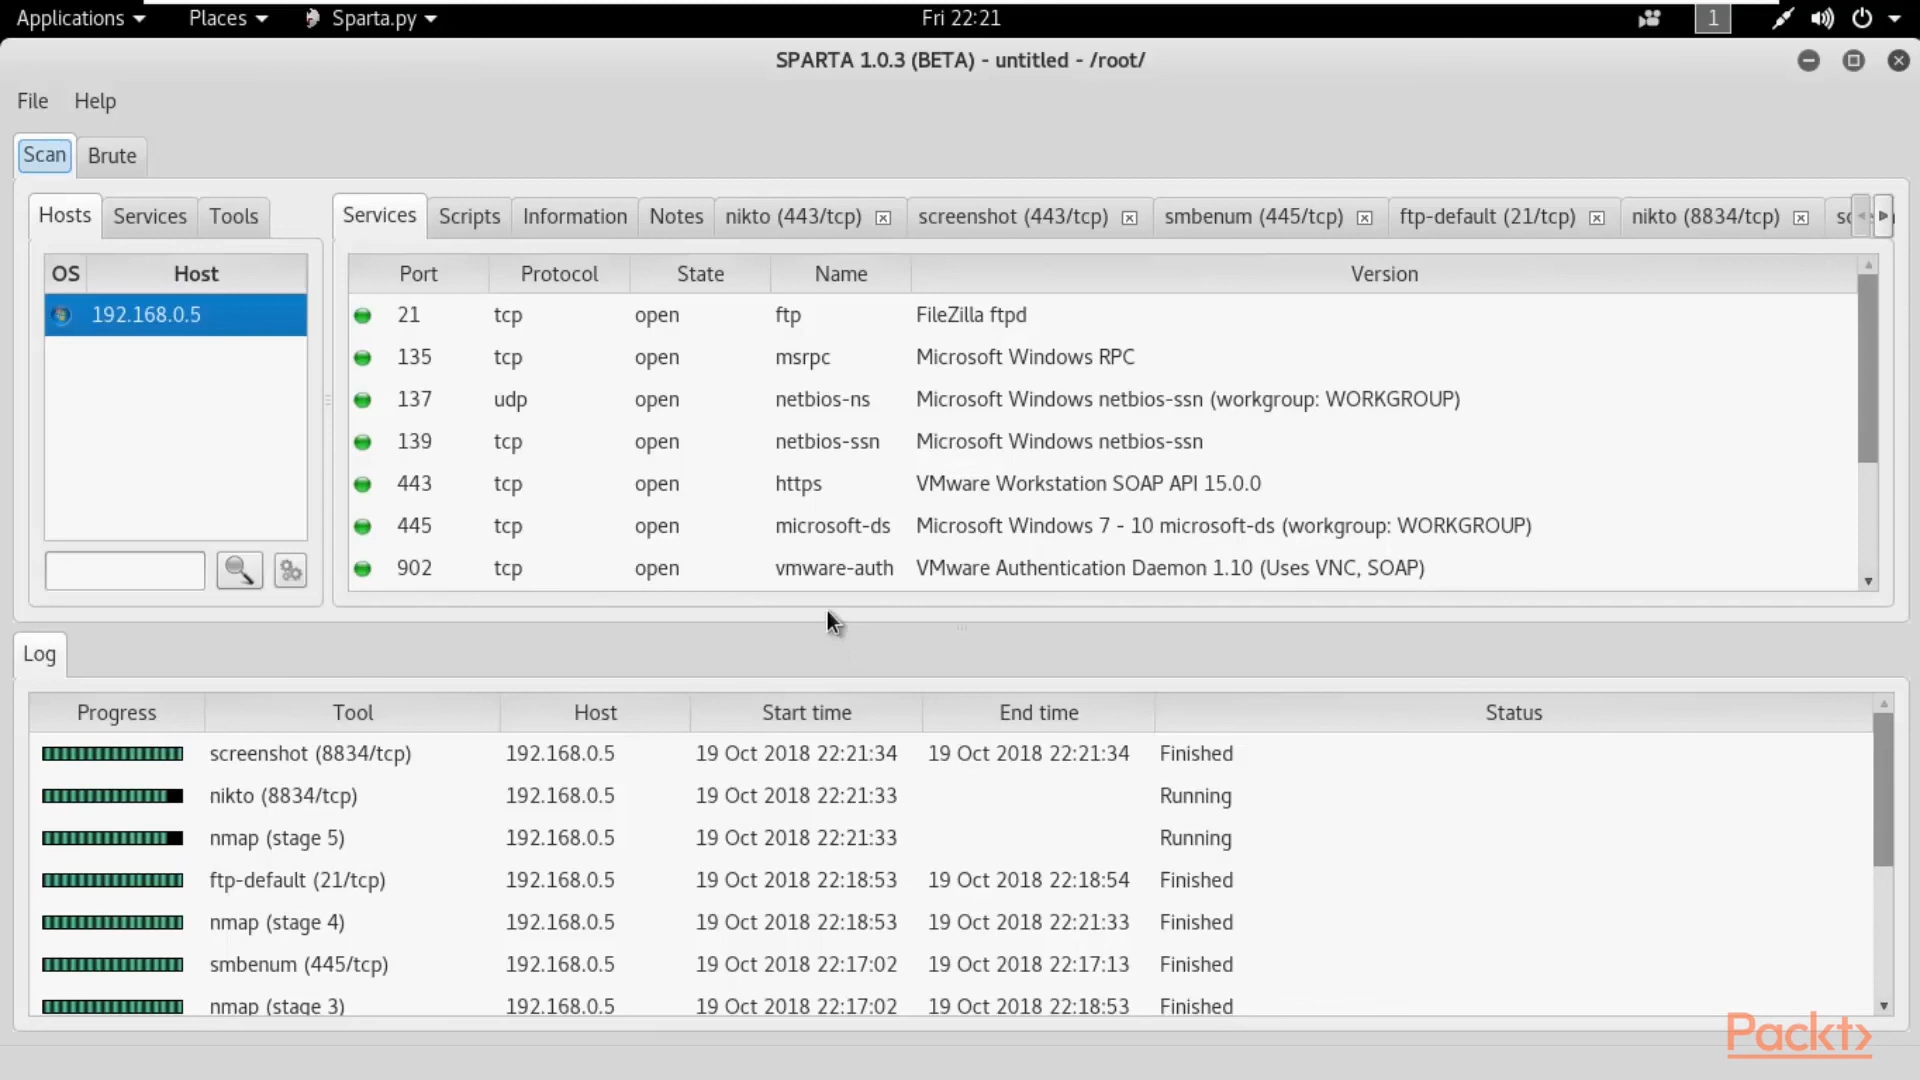 Applications Places Sparta.py Fri 22:21 1
SPARTA 1.0.3 (BETA) - untitled - /root/
File Help
Scan Brute
Hosts Services Tools
Services Scripts Information Notes nikto (443/tcp) screenshot (443/tcp) smbenum (445/tcp) ftp-default (21/tcp) nikto (8834/tcp)
OS Host
192.168.0.5
Port Protocol State Name Version
21 tcp open ftp FileZilla ftpd
135 tcp open msrpc Microsoft Windows RPC
137 udp open netbios-ns Microsoft Windows netbios-ssn (workgroup: WORKGROUP)
139 tcp open netbios-ssn Microsoft Windows netbios-ssn
443 tcp open https VMware Workstation SOAP API 15.0.0
445 tcp open microsoft-ds Microsoft Windows 7 - 10 microsoft-ds (workgroup: WORKGROUP)
902 tcp open vmware-auth VMware Authentication Daemon 1.10 (Uses VNC, SOAP)
Log
Progress Tool Host Start time End time Status
screenshot (8834/tcp) 192.168.0.5 19 Oct 2018 22:21:34 19 Oct 2018 22:21:34 Finished
nikto (8834/tcp) 192.168.0.5 19 Oct 2018 22:21:33 Running
nmap (stage 5) 192.168.0.5 19 Oct 2018 22:21:33 Running
ftp-default (21/tcp) 192.168.0.5 19 Oct 2018 22:18:53 19 Oct 2018 22:18:54 Finished
nmap (stage 4) 192.168.0.5 19 Oct 2018 22:18:53 19 Oct 2018 22:21:33 Finished
smbenum (445/tcp) 192.168.0.5 19 Oct 2018 22:17:02 19 Oct 2018 22:17:13 Finished
nmap (stage 3) 192.168.0.5 19 Oct 2018 22:17:02 19 Oct 2018 22:18:53 Finished
Packt>